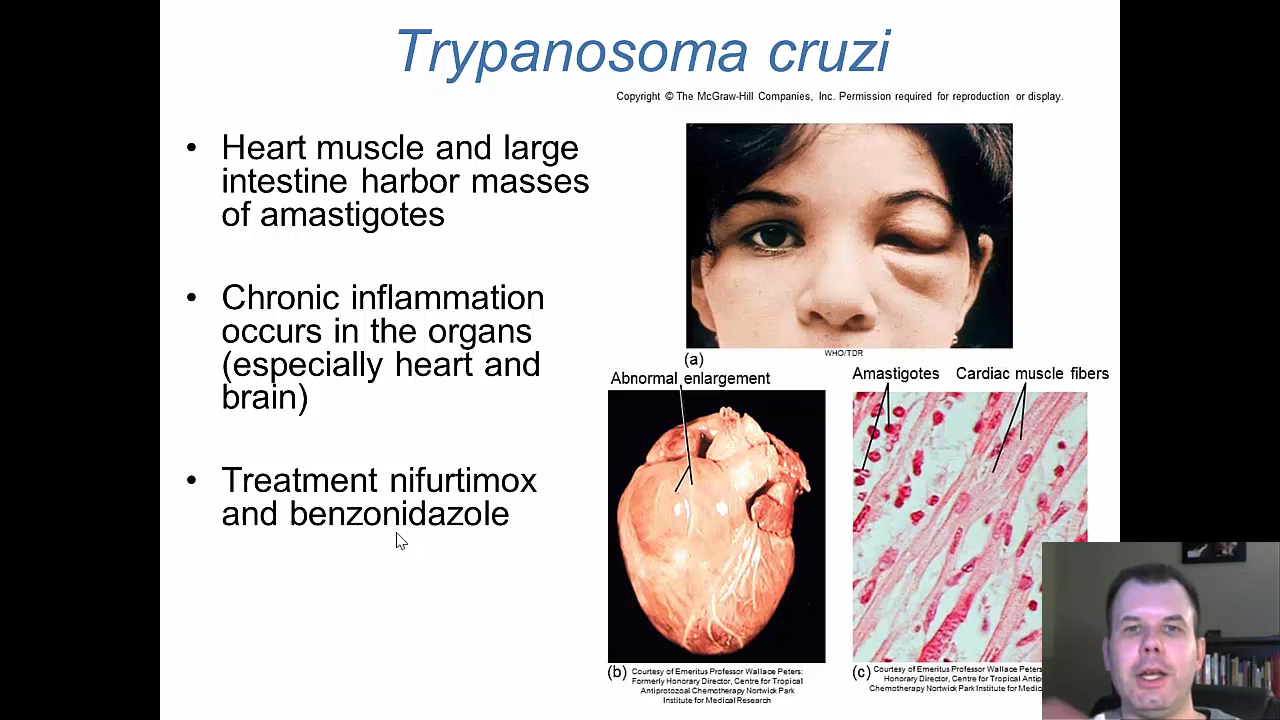 Trypanosoma cruzi
Copyright © The McGraw-Hill Companies, Inc. Permission required for reproduction or display.
• Heart muscle and large
intestine harbor masses
of amastigotes
• Chronic inflammation
occurs in the organs
(especially heart and
brain)
• Treatment nifurtimox
and benzonidazole
WHO/TDR
(a)
Abnormal enlargement
Amastigotes
Cardiac muscle fibers
(b)
Courtesy of Emeritus Professor Wallace Peters:
Formerly Honorary Director, Centre for Tropical
Antiprotozoal Chemotherapy Nortwick Park
Institute for Medical Research
(c)
Courtesy of Emeritus Professor Wallace Peters
Honorary Director, Centre for Tropical
Chemotherapy Nortwick Park Institute for